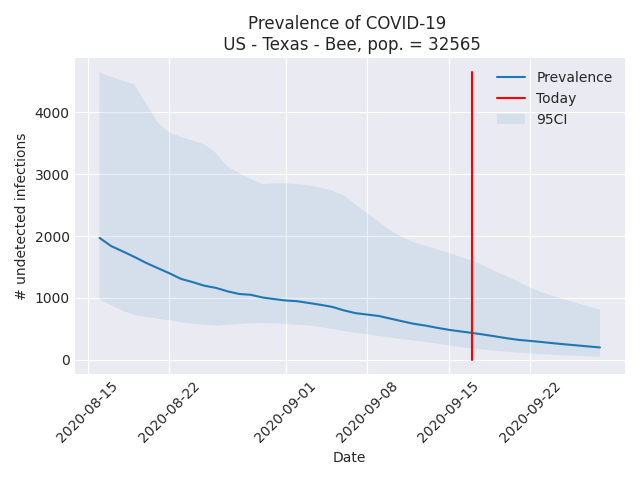 Prevalence of COVID-19
US - Texas - Bee, pop. = 32565
Prevalence
Today
95CI
# undetected infections
4000
3000
2000
1000
0
2020-08-15
2020-08-22
2020-09-01
2020-09-08
2020-09-15
2020-09-22
Date